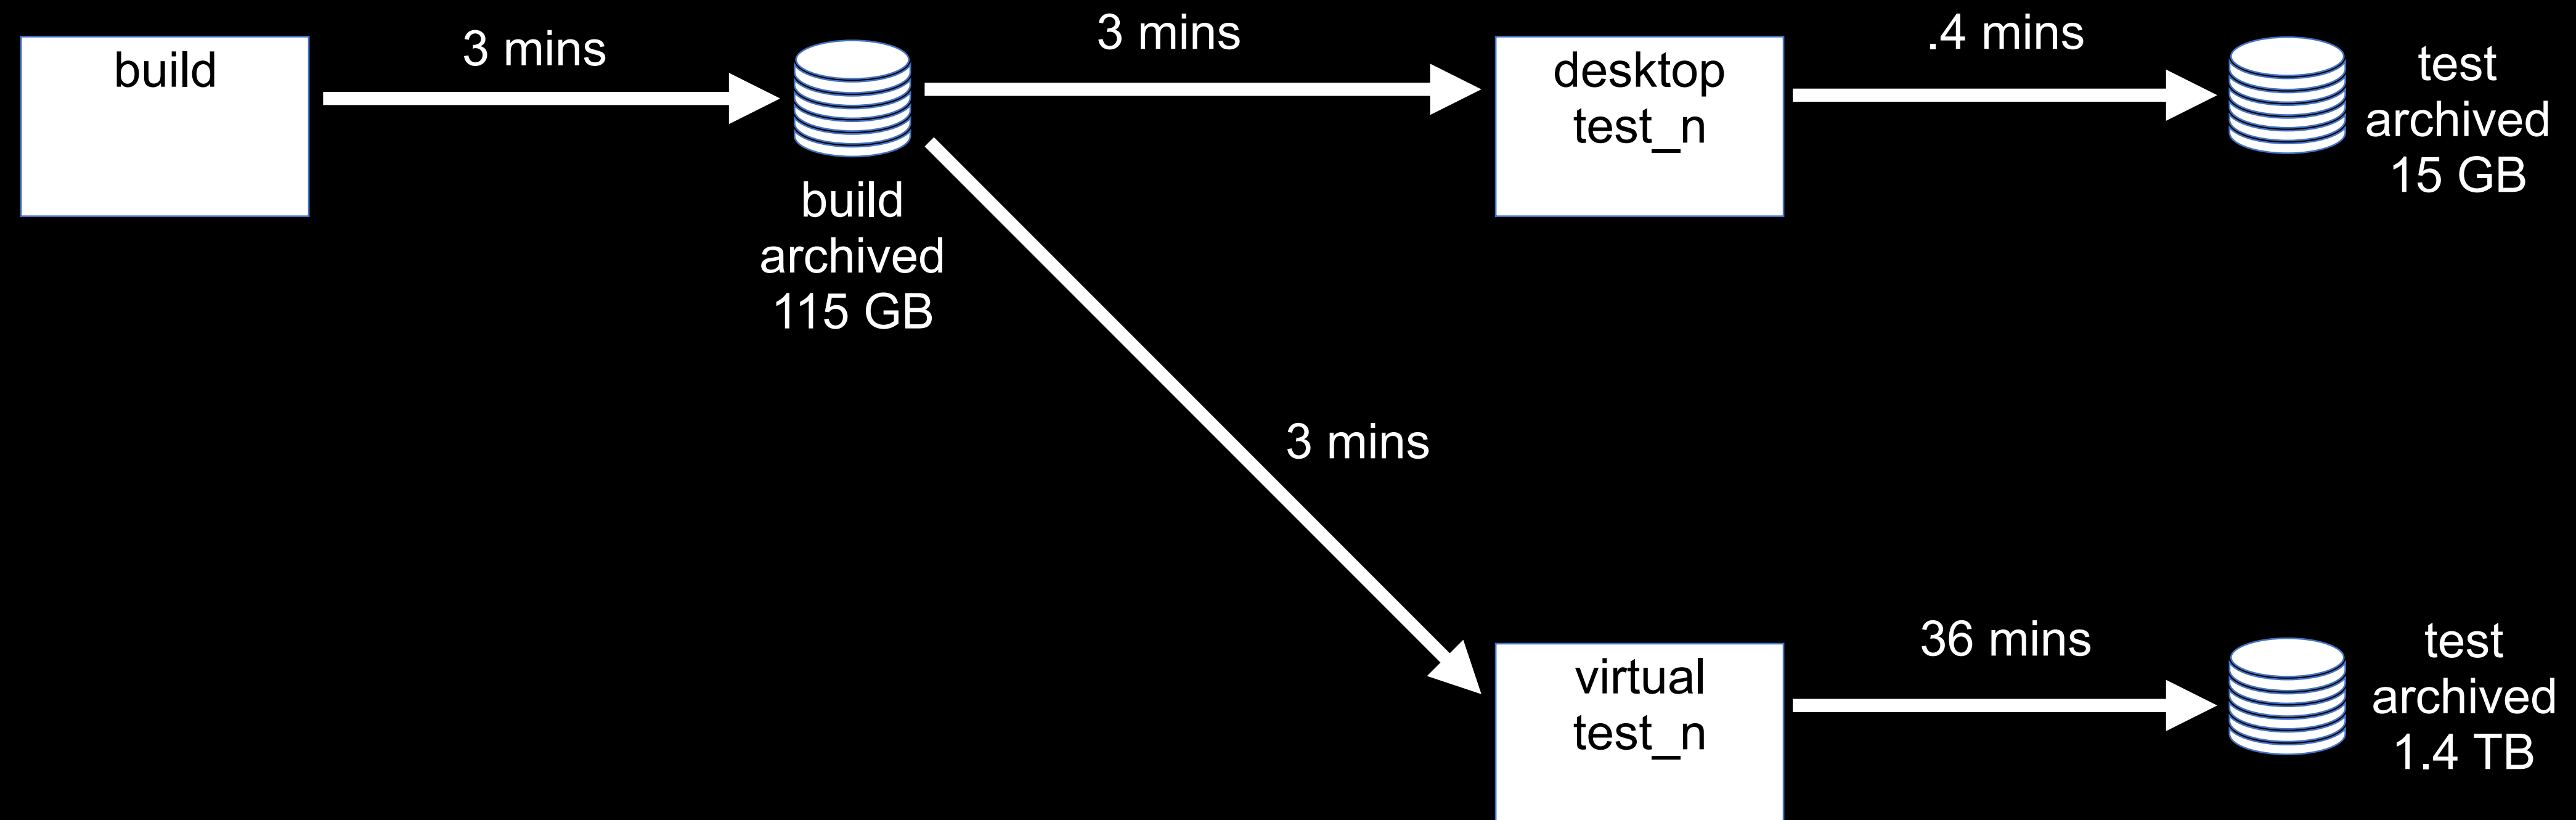 build
3 mins
build
archived
115 GB
3 mins
desktop
test_n
.4 mins
test
archived
15 GB
3 mins
virtual
test_n
36 mins
test
archived
1.4 TB